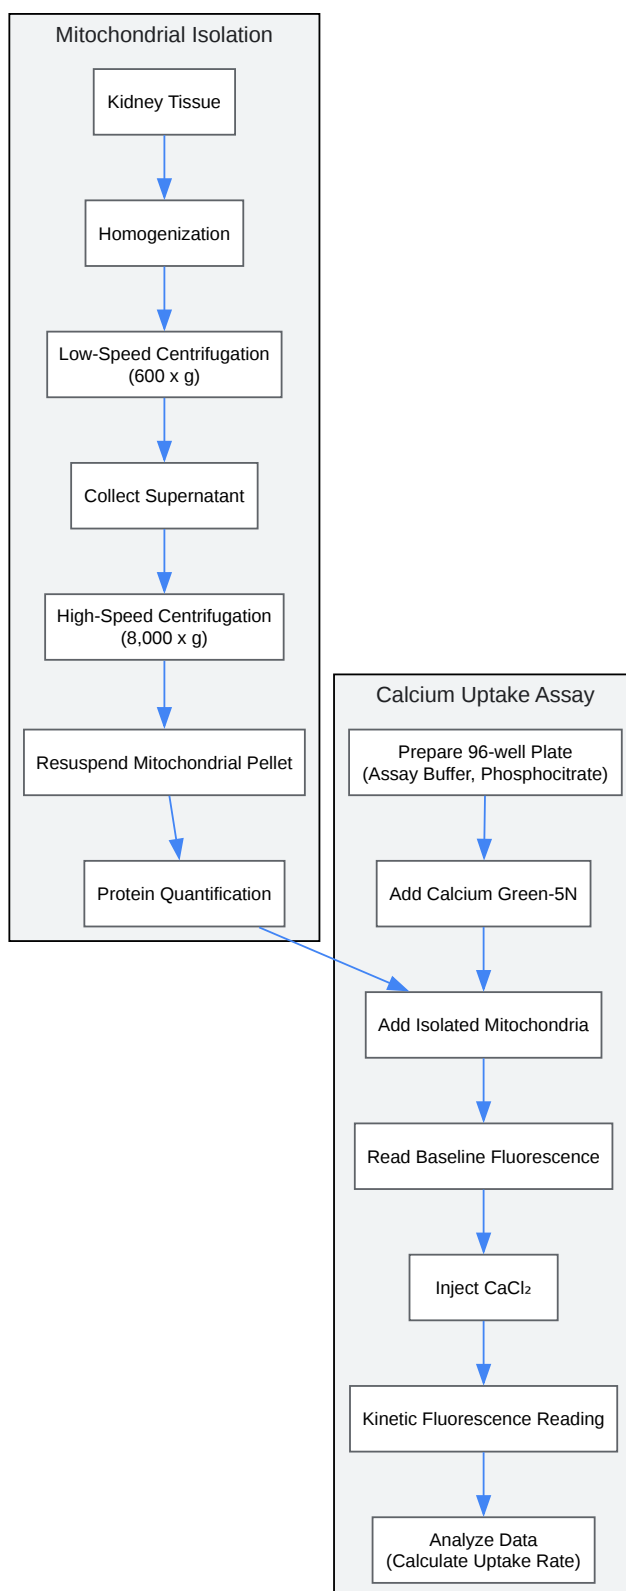 Mitochondrial Isolation
Kidney Tissue
Homogenization
Low-Speed Centrifugation
(600 x g)
Collect Supernatant
High-Speed Centrifugation
(8,000 x g)
Resuspend Mitochondrial Pellet
Protein Quantification
Calcium Uptake Assay
Prepare 96-well Plate
(Assay Buffer, Phosphocitrate)
Add Calcium Green-5N
Add Isolated Mitochondria
Read Baseline Fluorescence
Inject CaCl₂
Kinetic Fluorescence Reading
Analyze Data
(Calculate Uptake Rate)